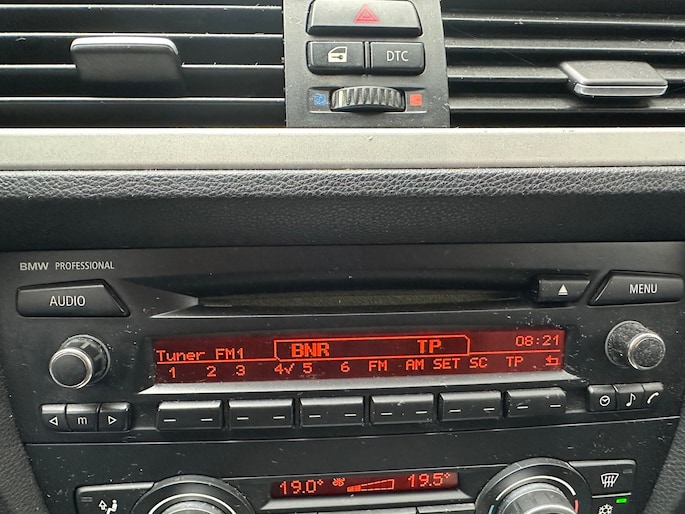 DTC
BMW PROFESSIONAL
AUDIO
MENU
Tuner FM1 BNR TP 08:21
1 2 3 4✓ 5 6 FM AM SET SC TP
m
19.0° 19.5°